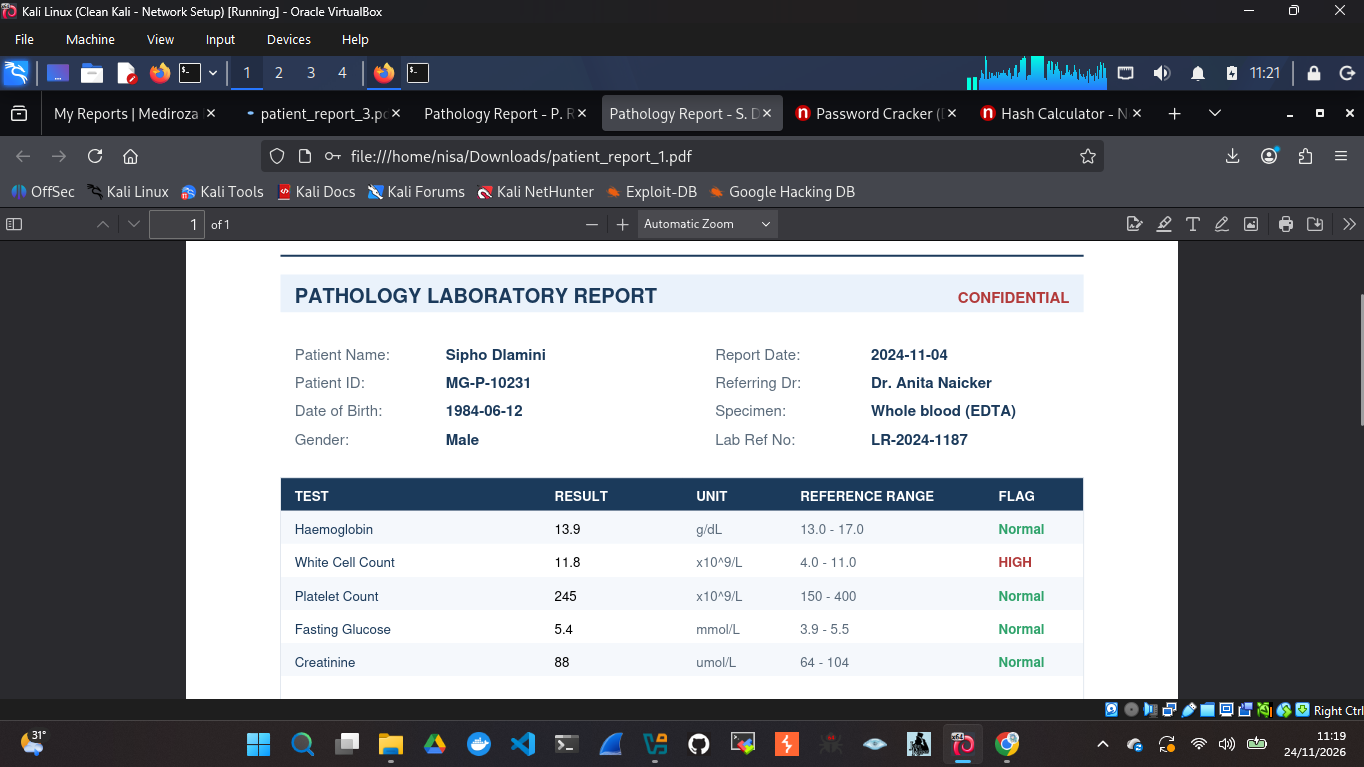 Kali Linux (Clean Kali - Network Setup) [Running] - Oracle VirtualBox
File Machine View Input Devices Help
1 2 3 4 11:21
My Reports | Mediroza patient_report_3.pc Pathology Report - P. R Pathology Report - S. D Password Cracker ( Hash Calculator - N
file:///home/nisa/Downloads/patient_report_1.pdf
OffSec Kali Linux Kali Tools Kali Docs Kali Forums Kali NetHunter Exploit-DB Google Hacking DB
1 of 1 Automatic Zoom
PATHOLOGY LABORATORY REPORT CONFIDENTIAL
Patient Name: Sipho Dlamini Report Date: 2024-11-04
Patient ID: MG-P-10231 Referring Dr: Dr. Anita Naicker
Date of Birth: 1984-06-12 Specimen: Whole blood (EDTA)
Gender: Male Lab Ref No: LR-2024-1187
TEST RESULT UNIT REFERENCE RANGE FLAG
Haemoglobin 13.9 g/dL 13.0 - 17.0 Normal
White Cell Count 11.8 x10^9/L 4.0 - 11.0 HIGH
Platelet Count 245 x10^9/L 150 - 400 Normal
Fasting Glucose 5.4 mmol/L 3.9 - 5.5 Normal
Creatinine 88 umol/L 64 - 104 Normal
Right Ctrl
31° 11:19
24/11/2026